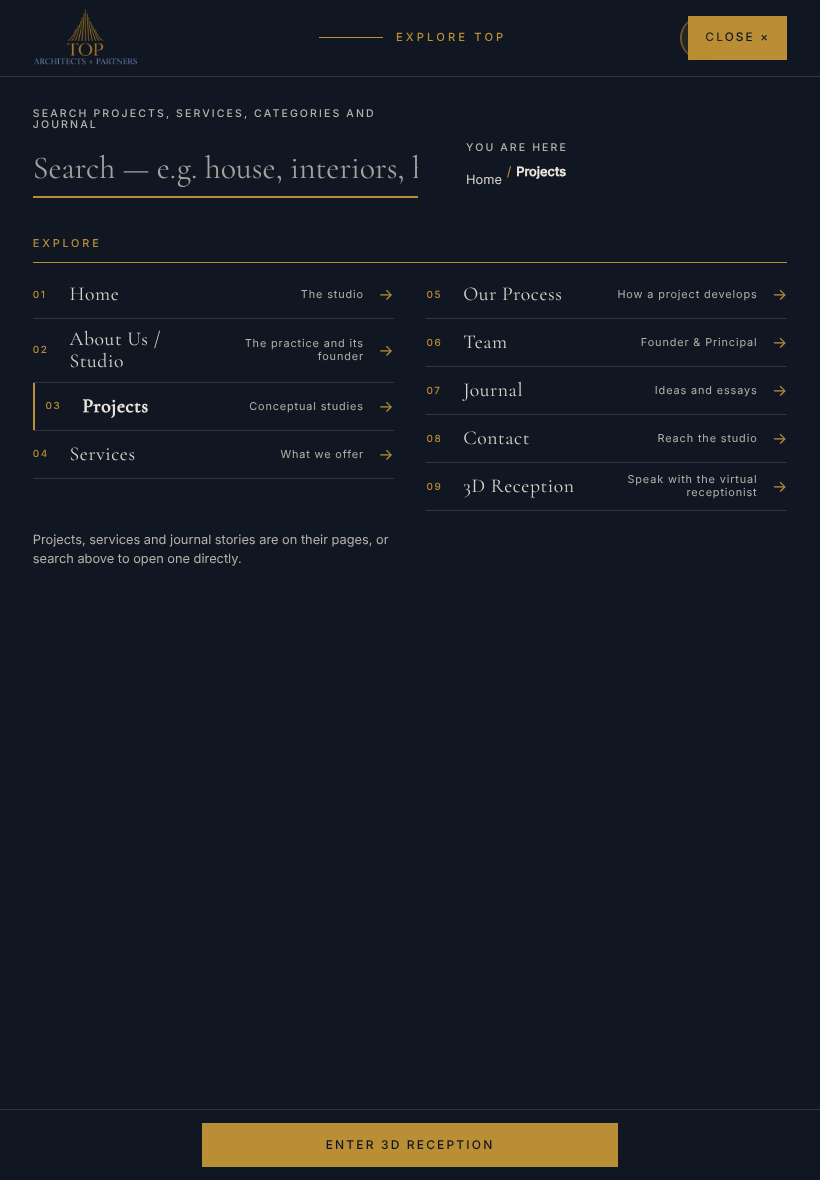 TOP
ARCHITECTS + PARTNERS
EXPLORE TOP
CLOSE ×
SEARCH PROJECTS, SERVICES, CATEGORIES AND
JOURNAL
Search — e.g. house, interiors,
YOU ARE HERE
Home / Projects
EXPLORE
01 Home The studio →
02 About Us / Studio The practice and its founder →
03 Projects Conceptual studies →
04 Services What we offer →
05 Our Process How a project develops →
06 Team Founder & Principal →
07 Journal Ideas and essays →
08 Contact Reach the studio →
09 3D Reception Speak with the virtual receptionist →
Projects, services and journal stories are on their pages, or
search above to open one directly.
ENTER 3D RECEPTION